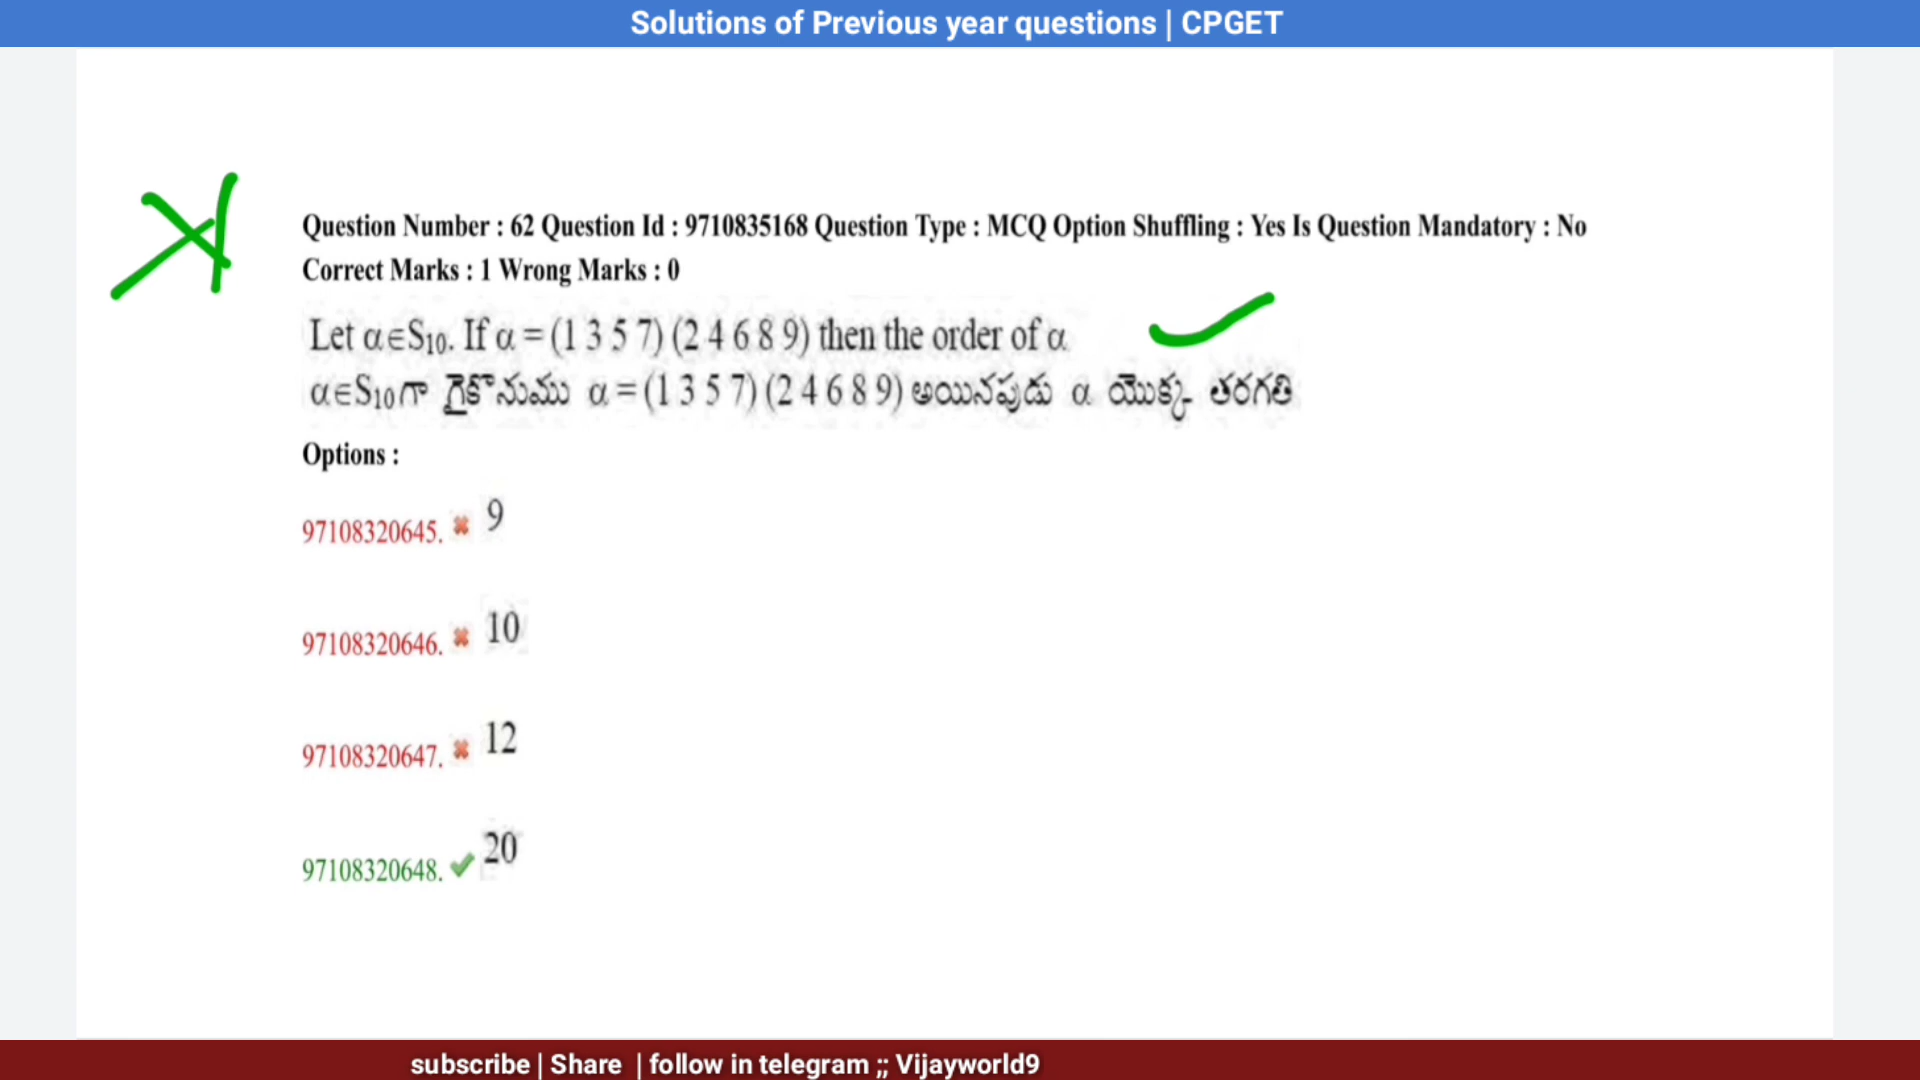 Solutions of Previous year questions | CPGET
Question Number : 62 Question Id : 9710835168 Question Type : MCQ Option Shuffling : Yes Is Question Mandatory : No
Correct Marks : 1 Wrong Marks : 0
Let α∈S₁₀. If α = (1 3 5 7) (2 4 6 8 9) then the order of α
α∈S₁₀గా గైకొనుము α = (1 3 5 7) (2 4 6 8 9) అయినపుడు α యొక్క తరగతి
Options :
97108320645. ✖ 9
97108320646. ✖ 10
97108320647. ✖ 12
97108320648. ✔ 20
subscribe | Share | follow in telegram ;; Vijayworld9